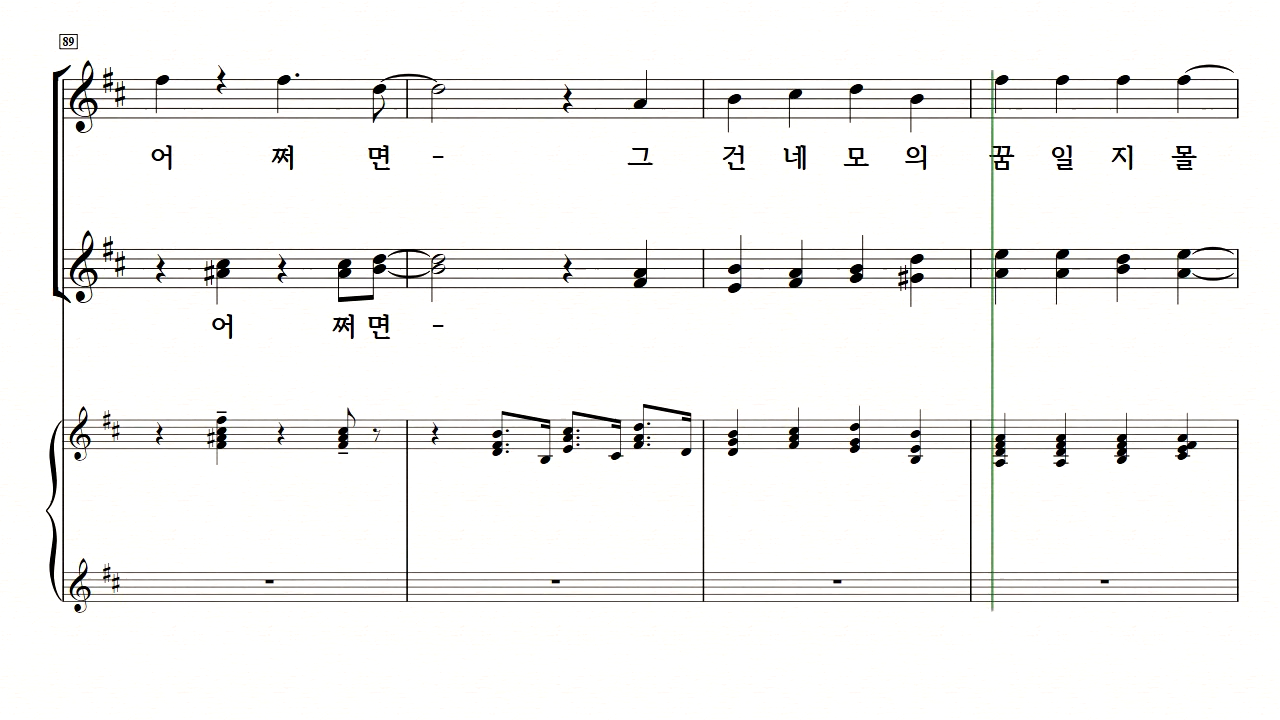 89
어 쩌 면 - 그 건 네 모 의 꿈 일 지 몰
어 쩌 면 -